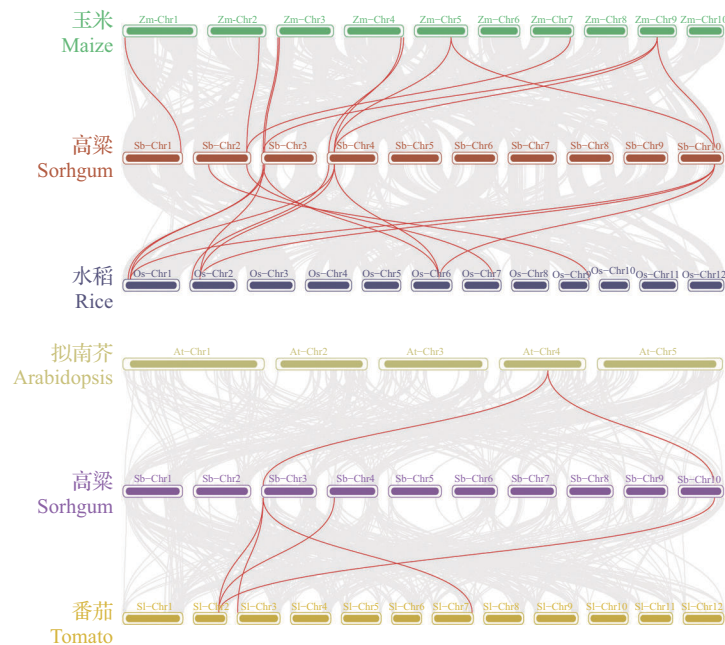 玉米
Maize
Zm-Chr1 Zm-Chr2 Zm-Chr3 Zm-Chr4 Zm-Chr5 Zm-Chr6 Zm-Chr7 Zm-Chr8 Zm-Chr9 Zm-Chr10
高粱
Sorhgum
Sb-Chr1 Sb-Chr2 Sb-Chr3 Sb-Chr4 Sb-Chr5 Sb-Chr6 Sb-Chr7 Sb-Chr8 Sb-Chr9 Sb-Chr10
水稻
Rice
Os-Chr1 Os-Chr2 Os-Chr3 Os-Chr4 Os-Chr5 Os-Chr6 Os-Chr7 Os-Chr8 Os-Chr9 Os-Chr10 Os-Chr11 Os-Chr12
拟南芥
Arabidopsis
At-Chr1 At-Chr2 At-Chr3 At-Chr4 At-Chr5
高粱
Sorhgum
Sb-Chr1 Sb-Chr2 Sb-Chr3 Sb-Chr4 Sb-Chr5 Sb-Chr6 Sb-Chr7 Sb-Chr8 Sb-Chr9 Sb-Chr10
番茄
Tomato
Sl-Chr1 Sl-Chr2 Sl-Chr3 Sl-Chr4 Sl-Chr5 Sl-Chr6 Sl-Chr7 Sl-Chr8 Sl-Chr9 Sl-Chr10 Sl-Chr11 Sl-Chr12